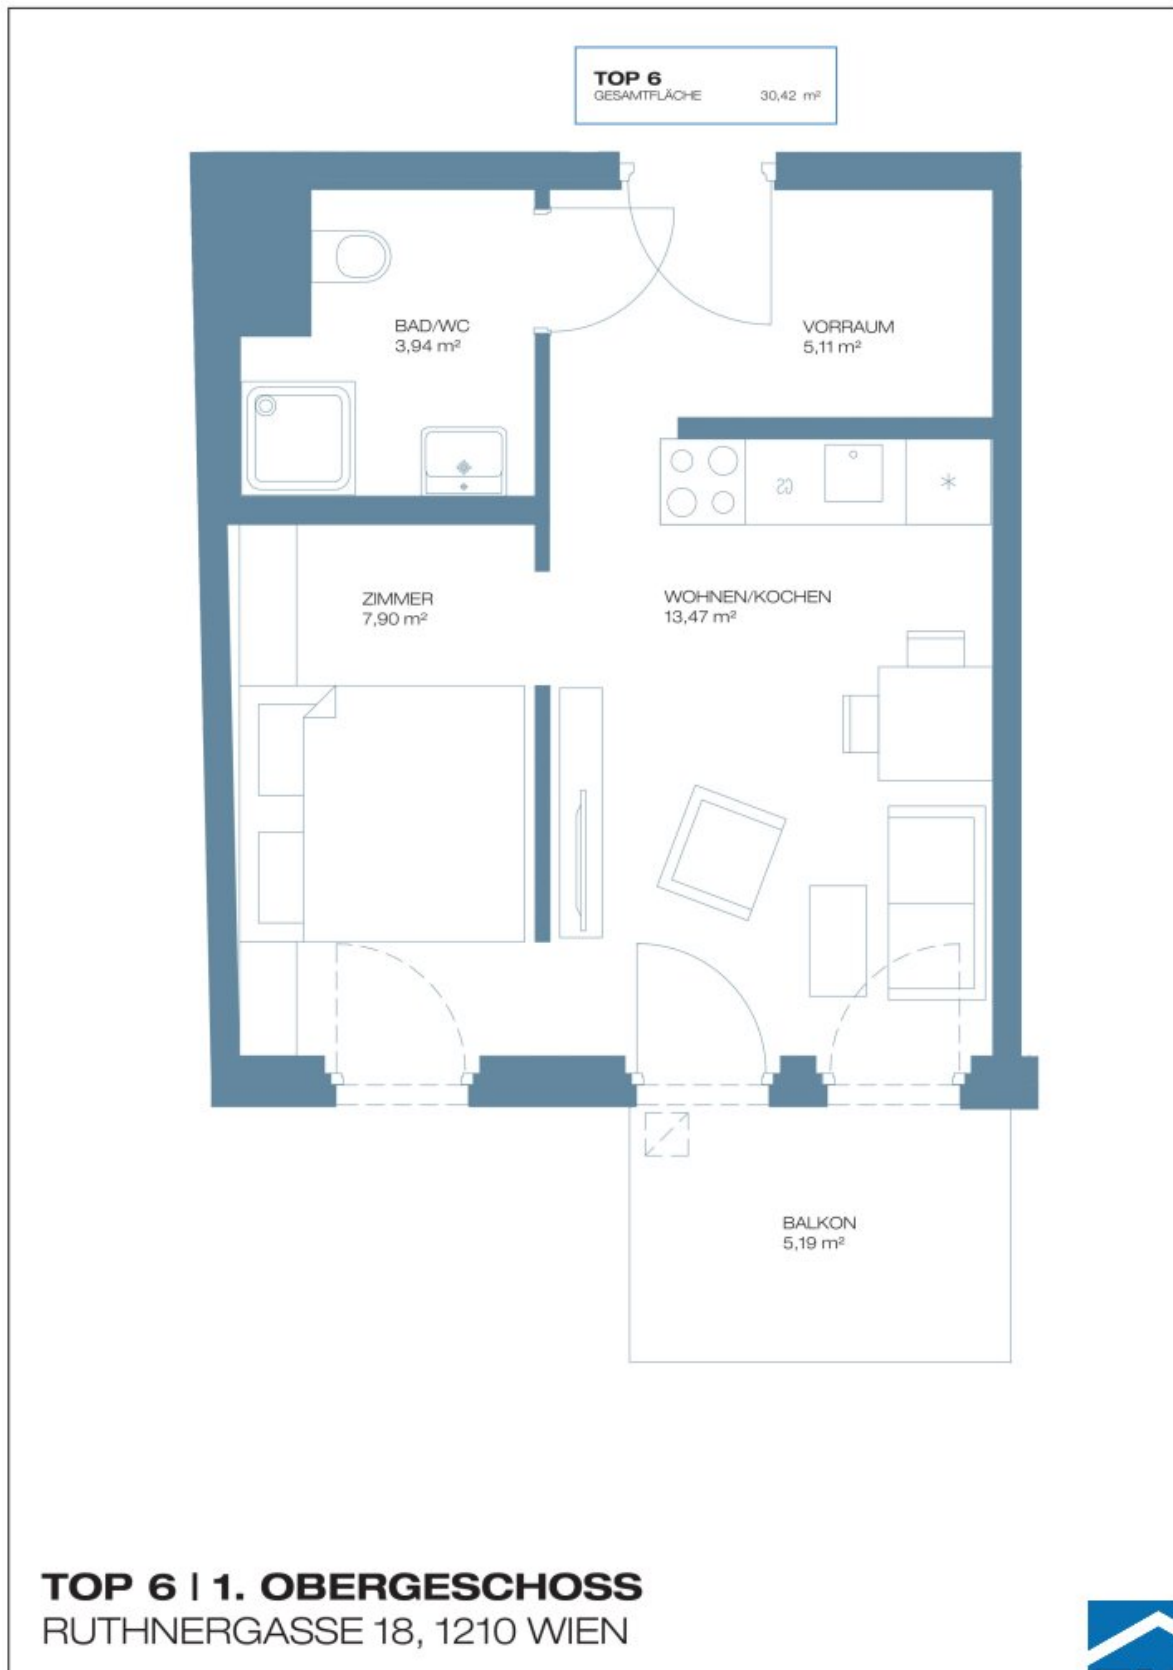 TOP 6
GESAMTFLÄCHE 30,42 m²
BAD/WC
3,94 m²
VORRAUM
5,11 m²
GS
ZIMMER
7,90 m²
WOHNEN/KOCHEN
13,47 m²
BALKON
5,19 m²
TOP 6 | 1. OBERGESCHOSS
RUTHNERGASSE 18, 1210 WIEN